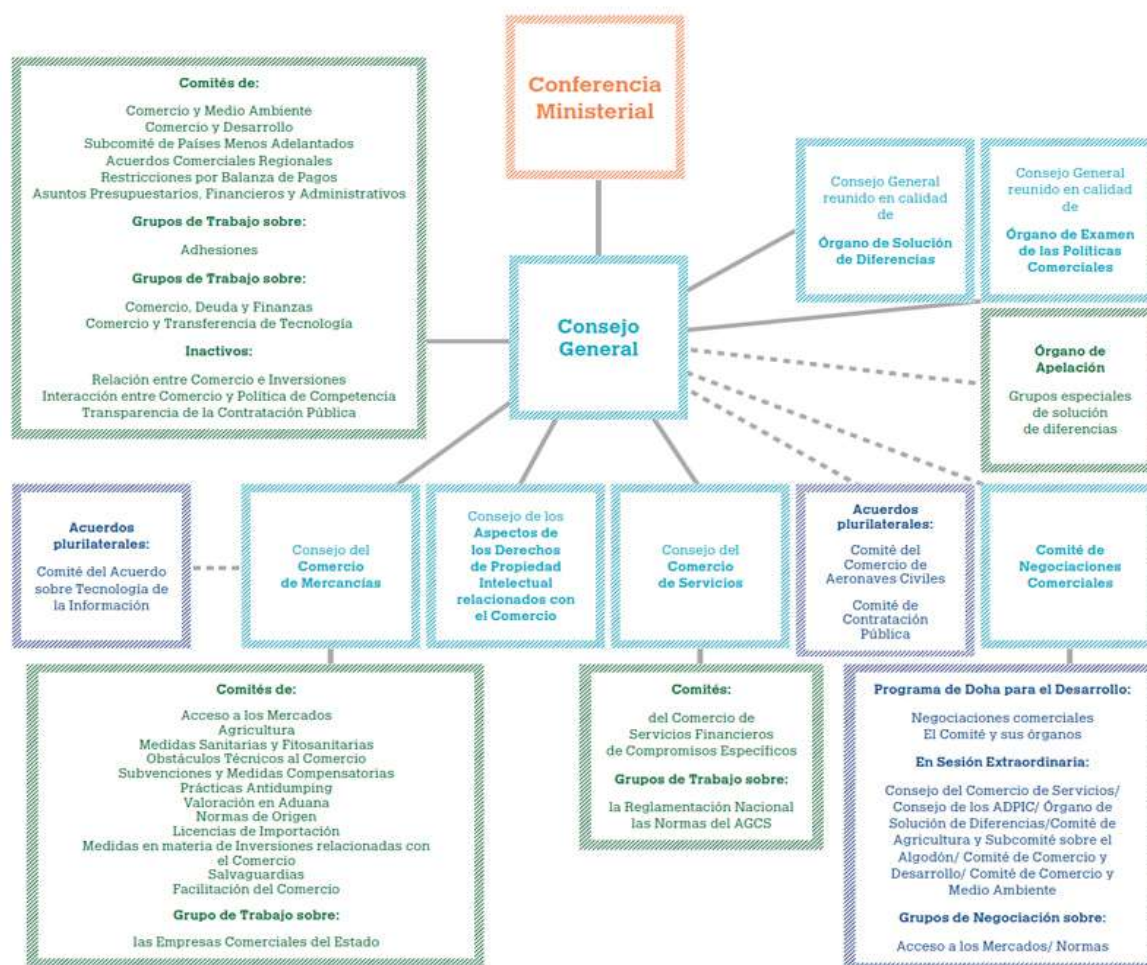 Conferencia
Ministerial
Comités de:
Comercio y Medio Ambiente
Comercio y Desarrollo
Subcomité de Países Menos Adelantados
Acuerdos Comerciales Regionales
Restricciones por Balanza de Pagos
Asuntos Presupuestarios, Financieros y Administrativos
Grupos de Trabajo sobre:
Adhesiones
Grupos de Trabajo sobre:
Comercio, Deuda y Finanzas
Comercio y Transferencia de Tecnología
Inactivos:
Relación entre Comercio e Inversiones
Interacción entre Comercio y Política de Competencia
Transparencia de la Contratación Pública
Consejo General
reunido en calidad
de
Órgano de Solución
de Diferencias
Consejo General
reunido en calidad
de
Órgano de Examen
de las Políticas
Comerciales
Consejo
General
Órgano de
Apelación
Grupos especiales
de solución
de diferencias
Acuerdos
plurilaterales:
Comité del Acuerdo
sobre Tecnología de
la Información
Consejo del
Comercio
de Mercancías
Consejo de los
Aspectos de
los Derechos
de Propiedad
Intelectual
relacionados con
el Comercio
Consejo del
Comercio
de Servicios
Acuerdos
plurilaterales:
Comité del
Comercio de
Aeronaves Civiles
Comité de
Contratación
Pública
Comité de
Negociaciones
Comerciales
Comités de:
Acceso a los Mercados
Agricultura
Medidas Sanitarias y Fitosanitarias
Obstáculos Técnicos al Comercio
Subvenciones y Medidas Compensatorias
Prácticas Antidumping
Valoración en Aduana
Normas de Origen
Licencias de Importación
Medidas en materia de Inversiones relacionadas con
el Comercio
Salvaguardias
Facilitación del Comercio
Grupo de Trabajo sobre:
las Empresas Comerciales del Estado
Comités:
del Comercio de
Servicios Financieros
de Compromisos Específicos
Grupos de Trabajo sobre:
la Reglamentación Nacional
las Normas del AGCS
Programa de Doha para el Desarrollo:
Negociaciones comerciales
El Comité y sus órganos
En Sesión Extraordinaria:
Consejo del Comercio de Servicios/
Consejo de los ADPIC/ Órgano de
Solución de Diferencias/Comité de
Agricultura y Subcomité sobre el
Algodón/ Comité de Comercio y
Desarrollo/ Comité de Comercio y
Medio Ambiente
Grupos de Negociación sobre:
Acceso a los Mercados/ Normas